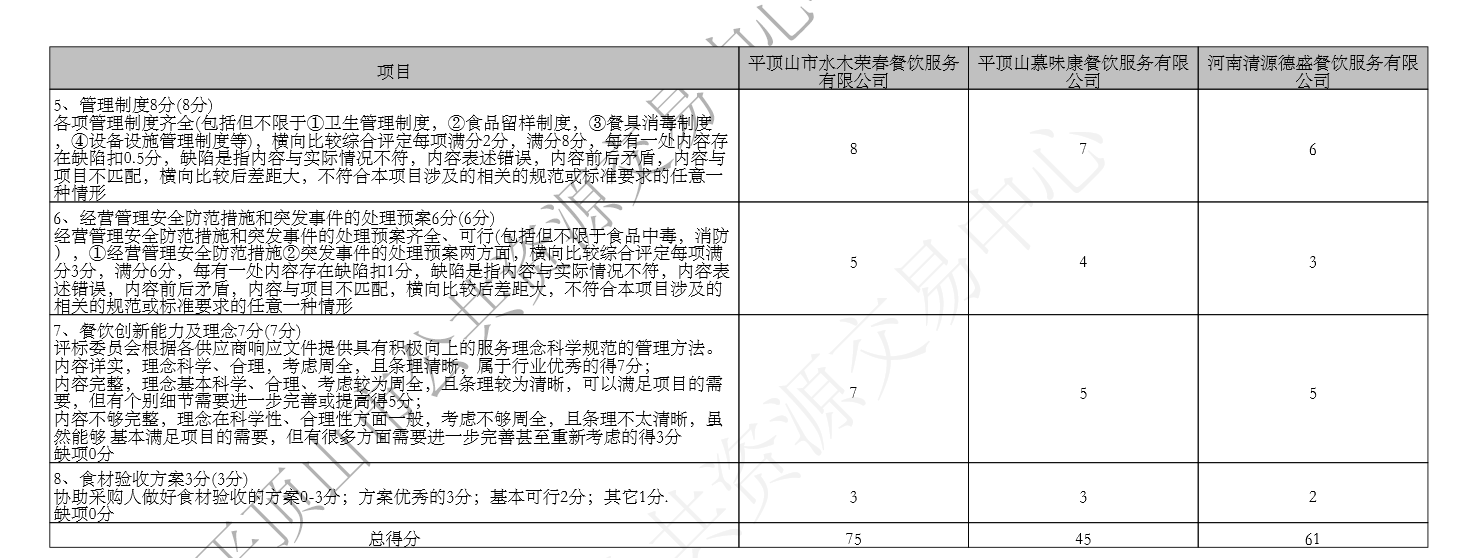 项目
平顶山市水木荣春餐饮服务
有限公司
平顶山慕味康餐饮服务有限
公司
河南清源德盛餐饮服务有限
公司
5、管理制度8分(8分)
各项管理制度齐全(包括但不限于①卫生管理制度，②食品留样制度，③餐具消毒制度
，④设备设施管理制度等)，横向比较综合评定每项满分2分，满分8分，每有一处内容存
在缺陷扣0.5分，缺陷是指内容与实际情况不符，内容表述错误，内容前后矛盾，内容与
项目不匹配，横向比较后差距大，不符合本项目涉及的相关的规范或标准要求的任意一
种情形
8
7
6
6、经营管理安全防范措施和突发事件的处理预案6分(6分)
经营管理安全防范措施和突发事件的处理预案齐全、可行(包括但不限于食品中毒，消防
)，①经营管理安全防范措施②突发事件的处理预案两方面，横向比较综合评定每项满
分3分，满分6分，每有一处内容存在缺陷扣1分，缺陷是指内容与实际情况不符，内容表
述错误，内容前后矛盾，内容与项目不匹配，横向比较后差距大，不符合本项目涉及的
相关的规范或标准要求的任意一种情形
5
4
3
7、餐饮创新能力及理念7分(7分)
评标委员会根据各供应商响应文件提供具有积极向上的服务理念科学规范的管理方法。
内容详实，理念科学、合理，考虑周全，且条理清晰，属于行业优秀的得7分；
内容完整，理念基本科学、合理、考虑较为周全，且条理较为清晰，可以满足项目的需
要，但有个别细节需要进一步完善或提高得5分；
内容不够完整，理念在科学性、合理性方面一般，考虑不够周全，且条理不太清晰，虽
然能够 基本满足项目的需要，但有很多方面需要进一步完善甚至重新考虑的得3分
缺项0分
7
5
5
8、食材验收方案3分(3分)
协助采购人做好食材验收的方案0-3分；方案优秀的3分；基本可行2分；其它1分.
缺项0分
3
3
2
总得分
75
45
61
平顶山市公共资源交易中心
共资源交易中心